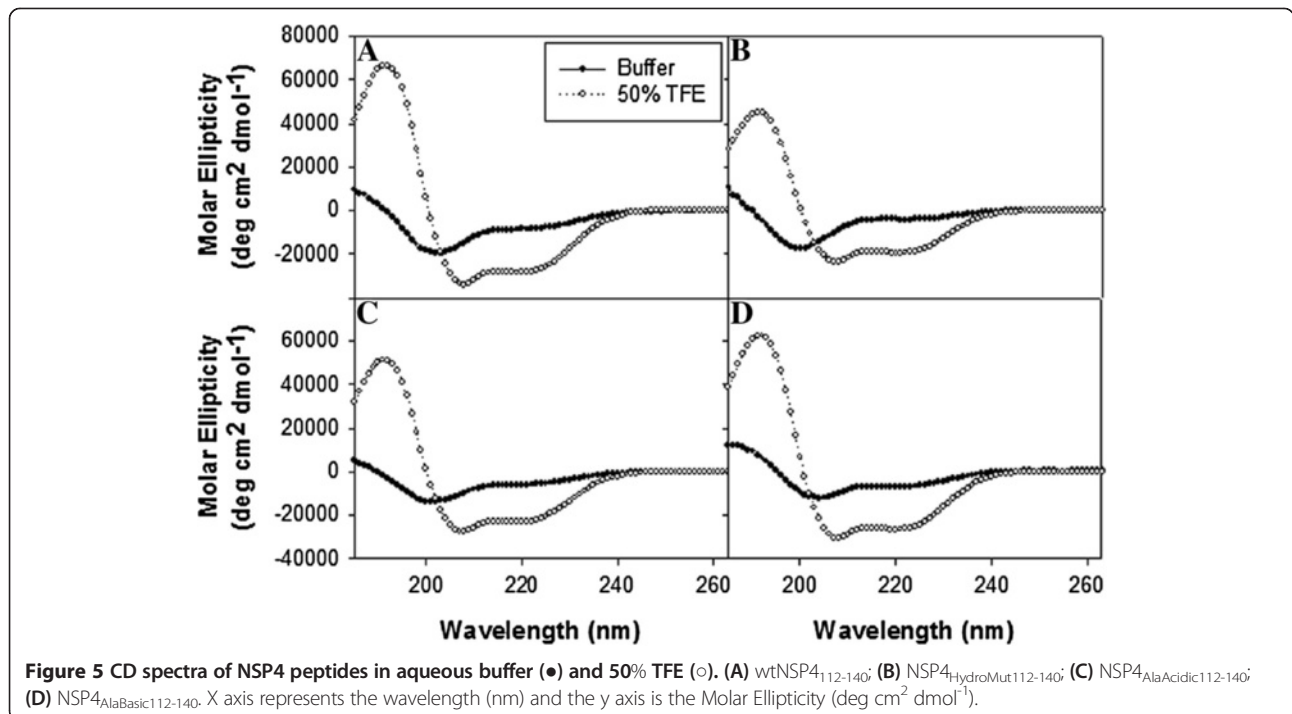 A
B
Buffer
50% TFE
80000
60000
40000
20000
0
-20000
Molar Ellipticity
(deg cm2 dmol-1)
C
D
60000
40000
20000
0
-20000
-40000
Molar Ellipticity
(deg cm2 dmol-1)
200 220 240 260 200 220 240 260
Wavelength (nm) Wavelength (nm)
Figure 5 CD spectra of NSP4 peptides in aqueous buffer (●) and 50% TFE (○). (A) wtNSP4112-140; (B) NSP4HydroMut112-140; (C) NSP4AlaAcidic112-140;
(D) NSP4AlaBasic112-140. X axis represents the wavelength (nm) and the y axis is the Molar Ellipticity (deg cm2 dmol-1).